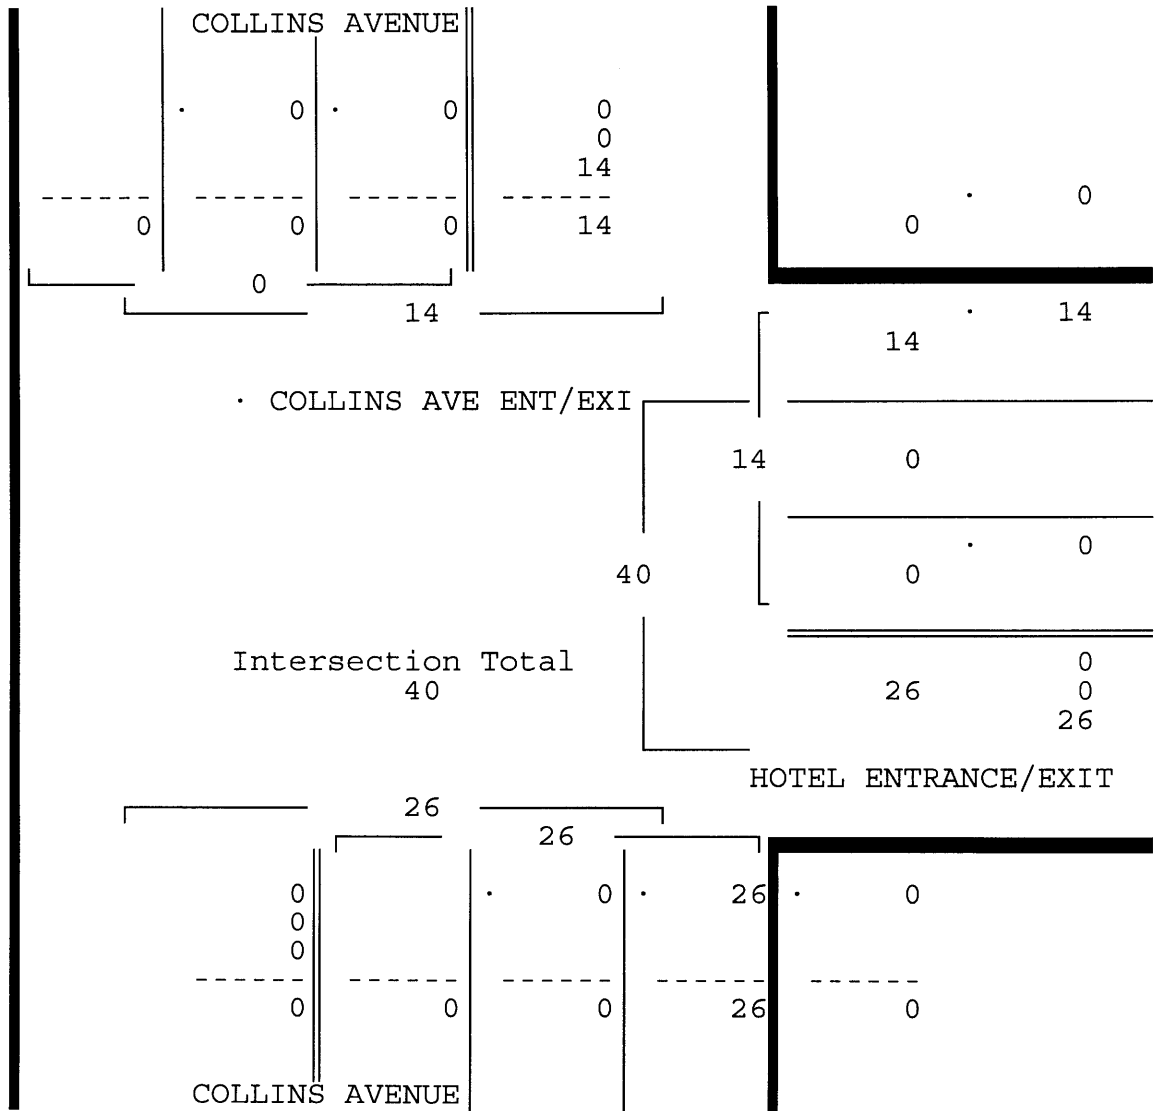 COLLINS AVENUE
· 0 · 0 0
0
14
------ ------ ------ ------
· 0
0 0 0 14 0
0
14 · 14
14
· COLLINS AVE ENT/EXI
14 0
· 0
40 0
Intersection Total 0
40 26 0
26
HOTEL ENTRANCE/EXIT
26
26
0 · 0 · 26 · 0
0
0
------ ------ ------ ------ ------
0 0 0 26 0
COLLINS AVENUE